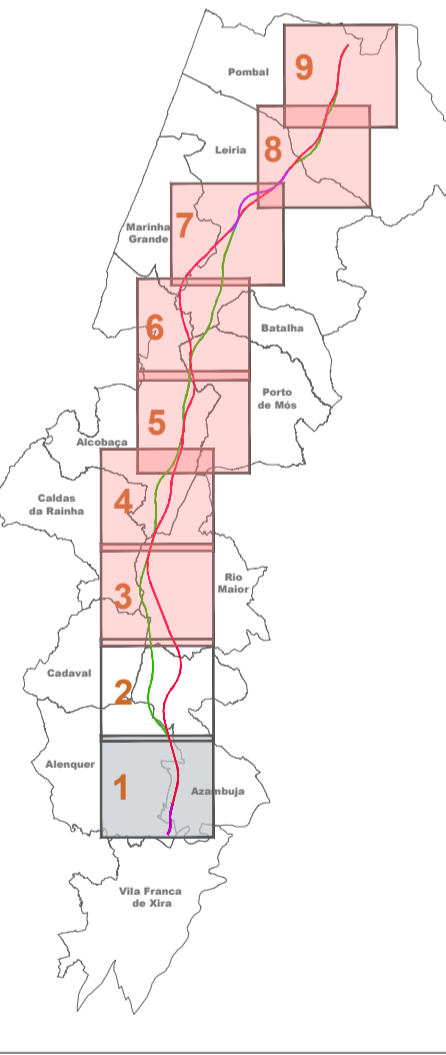 9
Pombal
8
Leiria
7
Marinha
Grande
6
Batalha
Porto
de Mós
5
Alcobaça
4
Caldas
da Rainha
3
Rio
Maior
Cadaval
2
Alenquer
1
Azambuja
Vila Franca
de Xira